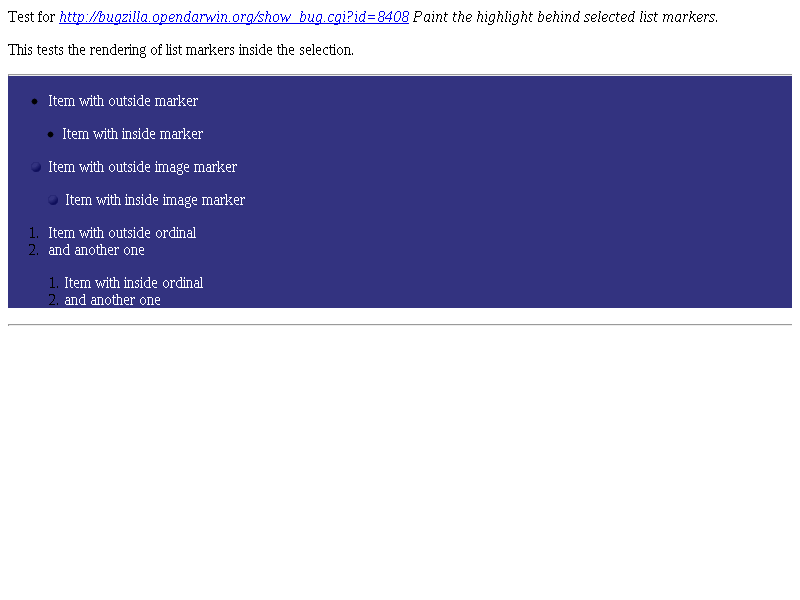 Test for http://bugzilla.opendarwin.org/show_bug.cgi?id=8408 Paint the highlight behind selected list markers.
This tests the rendering of list markers inside the selection.
• Item with outside marker
• Item with inside marker
Item with outside image marker
Item with inside image marker
1. Item with outside ordinal
2. and another one
1. Item with inside ordinal
2. and another one